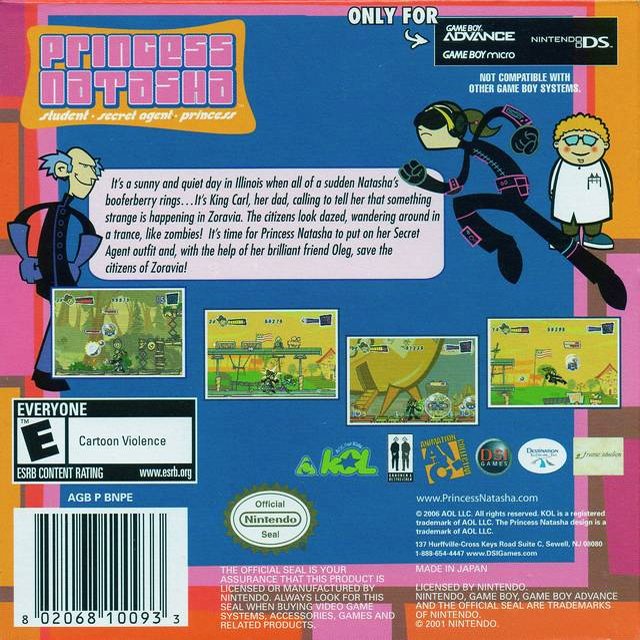 ONLY FOR
GAME BOY ADVANCE
NINTENDO DS™
GAME BOY micro
NOT COMPATIBLE WITH
OTHER GAME BOY SYSTEMS.
PRINCESS
NATASHA
student · secret agent · princess
It's a sunny and quiet day in Illinois when all of a sudden Natasha's
booferberry rings...It's King Carl, her dad, calling to tell her that something
strange is happening in Zoravia. The citizens look dazed, wandering around in
a trance, like zombies! It's time for Princess Natasha to put on her Secret
Agent outfit and, with the help of her brilliant friend Oleg, save the
citizens of Zoravia!
EVERYONE
E
™
Cartoon Violence
ESRB CONTENT RATING www.esrb.org
KOL
ANIMATION
COLLECTIVE
DSI
GAMES
DESTINATION
AGB P BNPE
8 02068 10093 3
Official
Nintendo
Seal
THE OFFICIAL SEAL IS YOUR
ASSURANCE THAT THIS PRODUCT IS
LICENSED OR MANUFACTURED BY
NINTENDO. ALWAYS LOOK FOR THIS
SEAL WHEN BUYING VIDEO GAME
SYSTEMS, ACCESSORIES, GAMES AND
RELATED PRODUCTS.
www.PrincessNatasha.com
© 2006 AOL LLC. All rights reserved. KOL is a registered
trademark of AOL LLC. The Princess Natasha design is a
trademark of AOL LLC.
137 Hurffville-Cross Keys Road Suite C, Sewell, NJ 08080
1-888-654-4447 www.DSIGames.com
MADE IN JAPAN
LICENSED BY NINTENDO.
NINTENDO, GAME BOY, GAME BOY ADVANCE
AND THE OFFICIAL SEAL ARE TRADEMARKS
OF NINTENDO.
© 2001 NINTENDO.